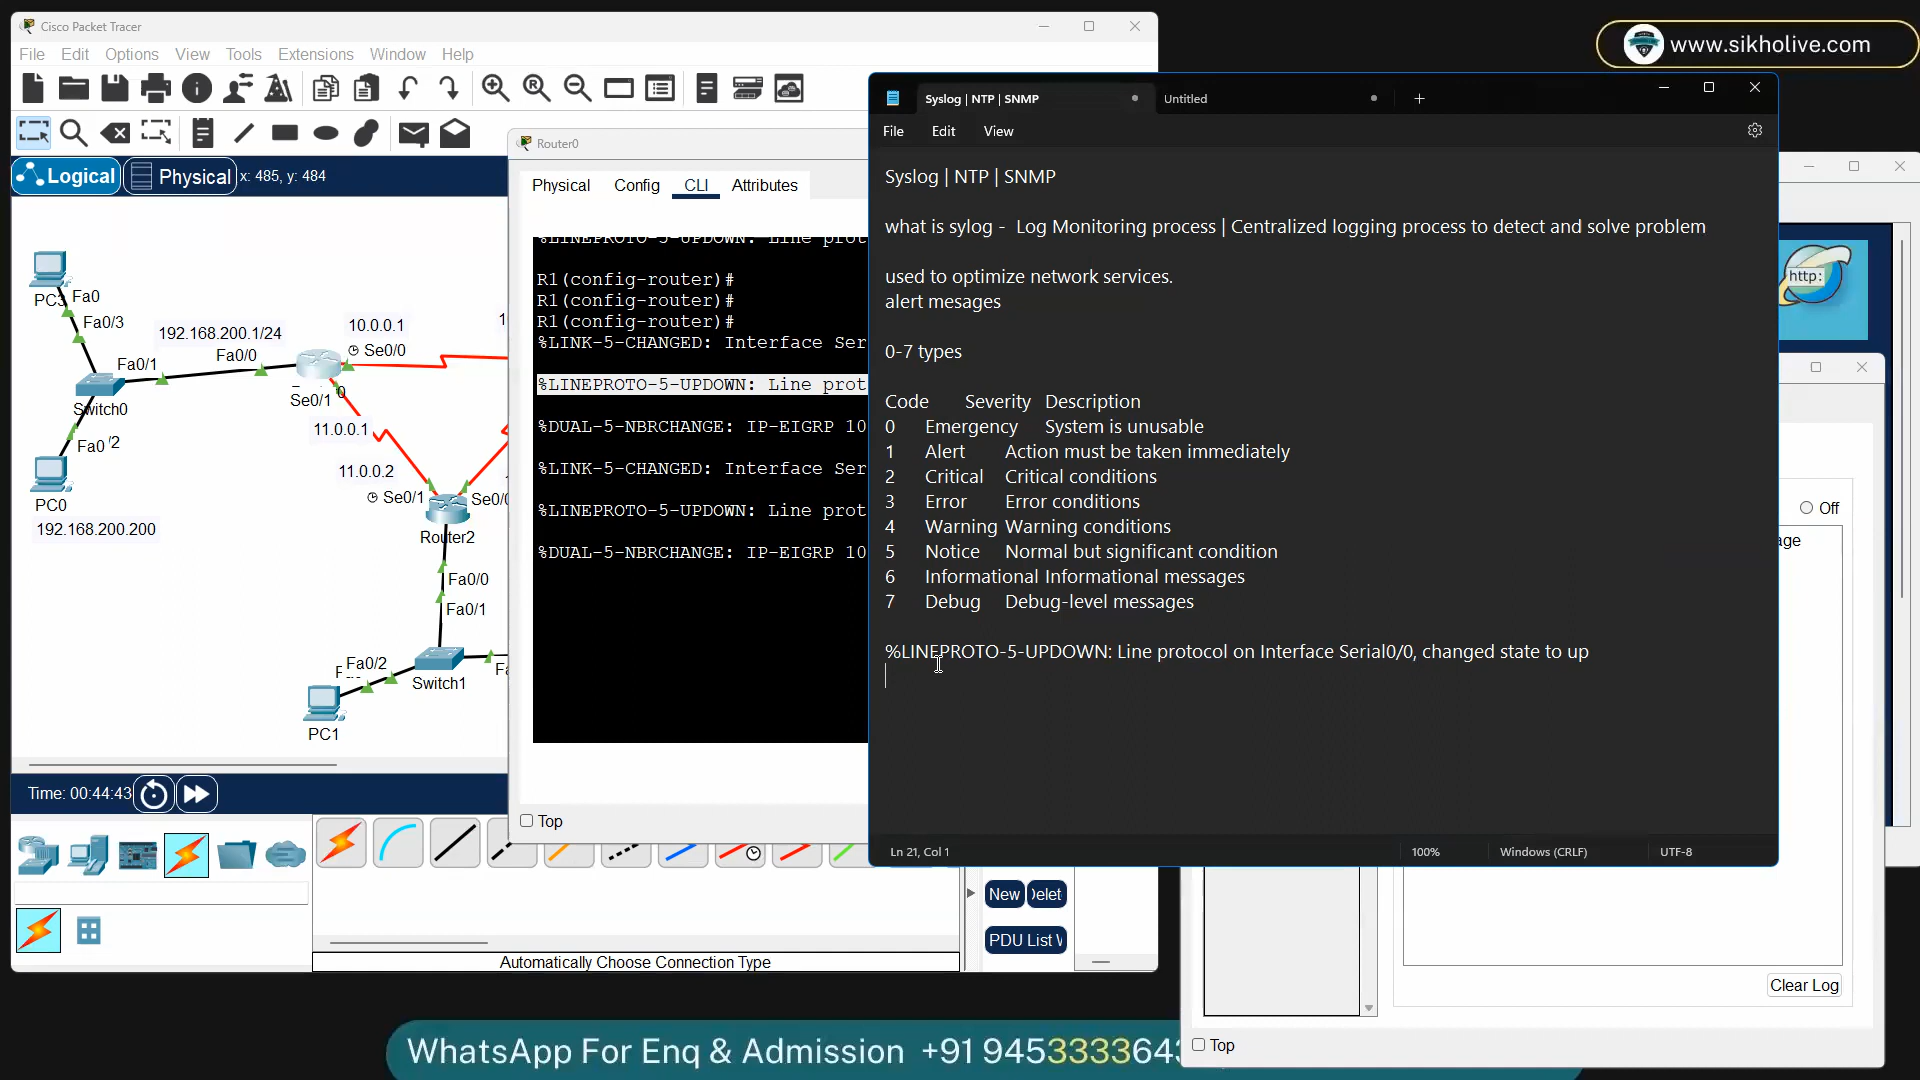 Cisco Packet Tracer
www.sikholive.com
File Edit Options View Tools Extensions Window Help
Syslog | NTP | SNMP
Untitled
File Edit View
Router0
Logical Physical x: 485, y: 484
Physical Config CLI Attributes
Syslog | NTP | SNMP
what is sylog - Log Monitoring process | Centralized logging process to detect and solve problem
used to optimize network services.
alert mesages
0-7 types
Code Severity Description
0 Emergency System is unusable
1 Alert Action must be taken immediately
2 Critical Critical conditions
3 Error Error conditions
4 Warning Warning conditions
5 Notice Normal but significant condition
6 Informational Informational messages
7 Debug Debug-level messages
%LINEPROTO-5-UPDOWN: Line protocol on Interface Serial0/0, changed state to up
Ln 21, Col 1
100%
Windows (CRLF)
UTF-8
%LINEPROTO-5-UPDOWN: Line prot
R1(config-router)#
R1(config-router)#
R1(config-router)#
%LINK-5-CHANGED: Interface Ser
%LINEPROTO-5-UPDOWN: Line prot
%DUAL-5-NBRCHANGE: IP-EIGRP 10
%LINK-5-CHANGED: Interface Ser
%LINEPROTO-5-UPDOWN: Line prot
%DUAL-5-NBRCHANGE: IP-EIGRP 10
Top
PC3
Fa0
Fa0/3
192.168.200.1/24
Fa0/0
10.0.0.1
Se0/0
Fa0/1
Switch0
Se0/1
0
11.0.0.1
Fa0
/2
PC0
192.168.200.200
11.0.0.2
Se0/1
Se0/0
Router2
Fa0/0
Fa0/1
Fa0/2
Switch1
PC1
http:
Off
age
Time: 00:44:43
New
Delet
PDU List W
Automatically Choose Connection Type
Clear Log
Top
WhatsApp For Enq & Admission +91 945333364